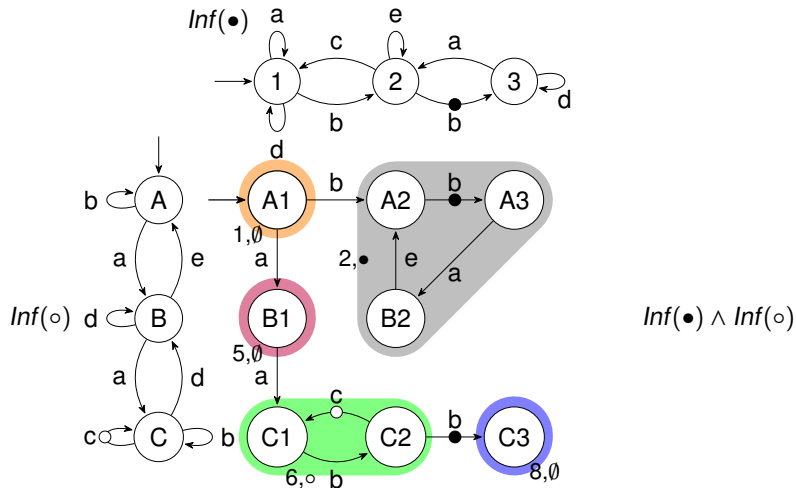 Inf(●)
a
e
c
a
1
2
3
b
b
d
d
A
b
a
e
Inf(○)
d
B
a
d
c
C
b
A1
1,∅
b
A2
b
A3
a
2,●
e
a
B1
5,∅
B2
a
Inf(●) ∧ Inf(○)
c
C1
C2
b
C3
6,○
b
8,∅